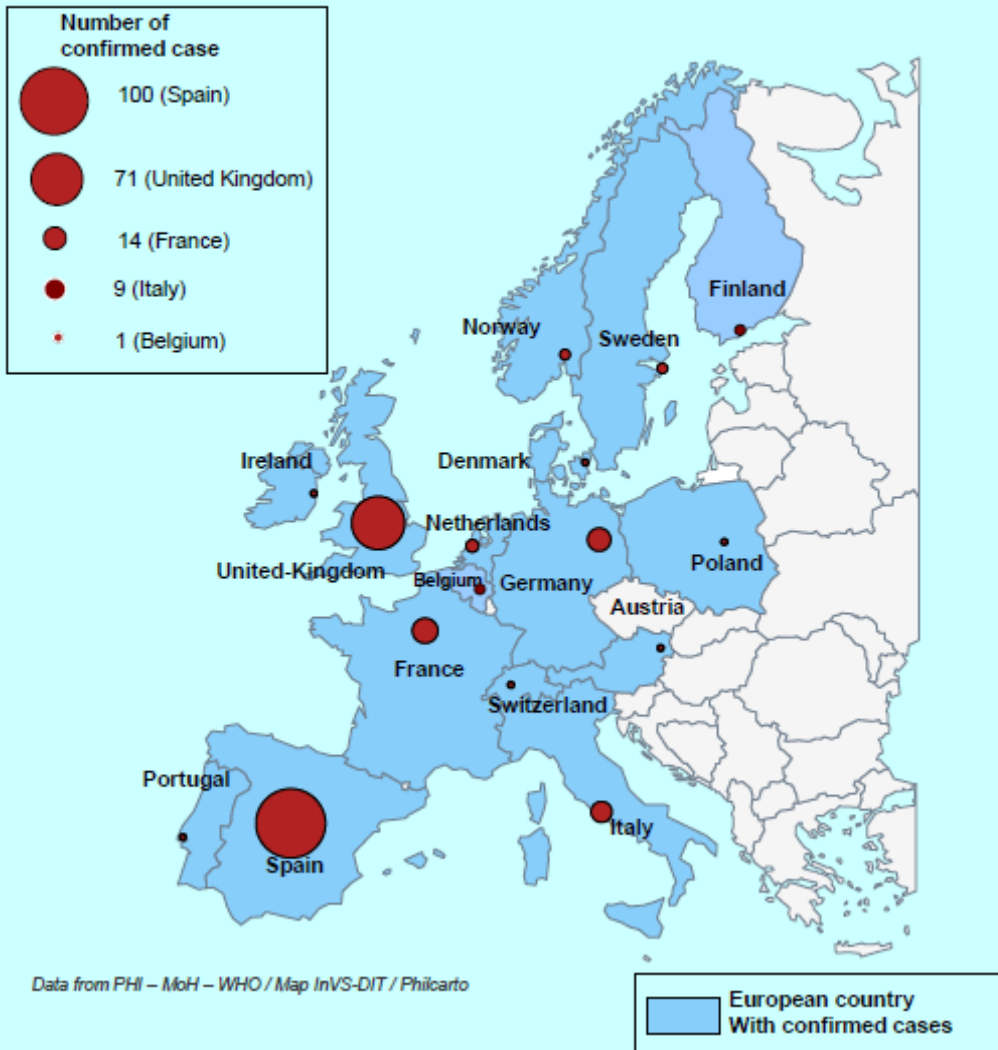 Number of
confirmed case
100 (Spain)
71 (United Kingdom)
14 (France)
9 (Italy)
1 (Belgium)
Finland
Norway
Sweden
Ireland
Denmark
Netherlands
United-Kingdom
Belgium
Germany
Poland
Austria
France
Switzerland
Portugal
Italy
Spain
Data from PHI – MoH – WHO / Map InVS-DIT / Philcarto
European country
With confirmed cases